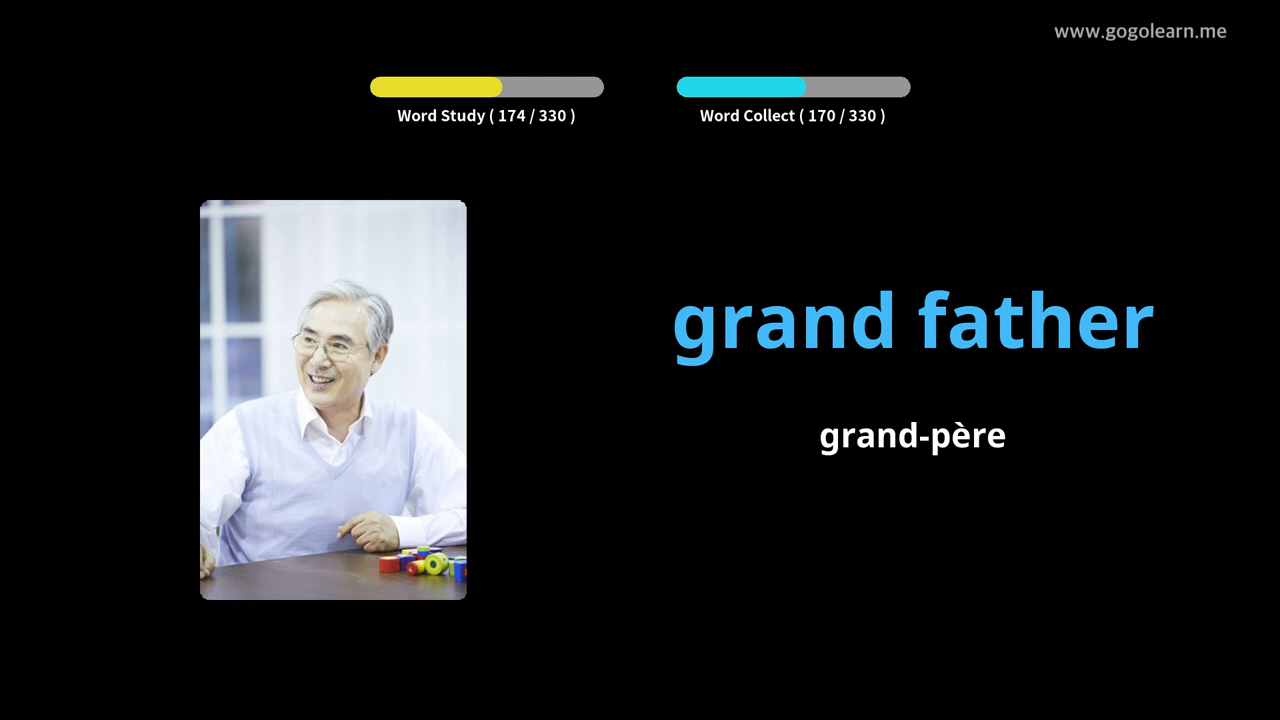 www.gogolearn.me
Word Study ( 174 / 330 )
Word Collect ( 170 / 330 )
grand father
grand-père